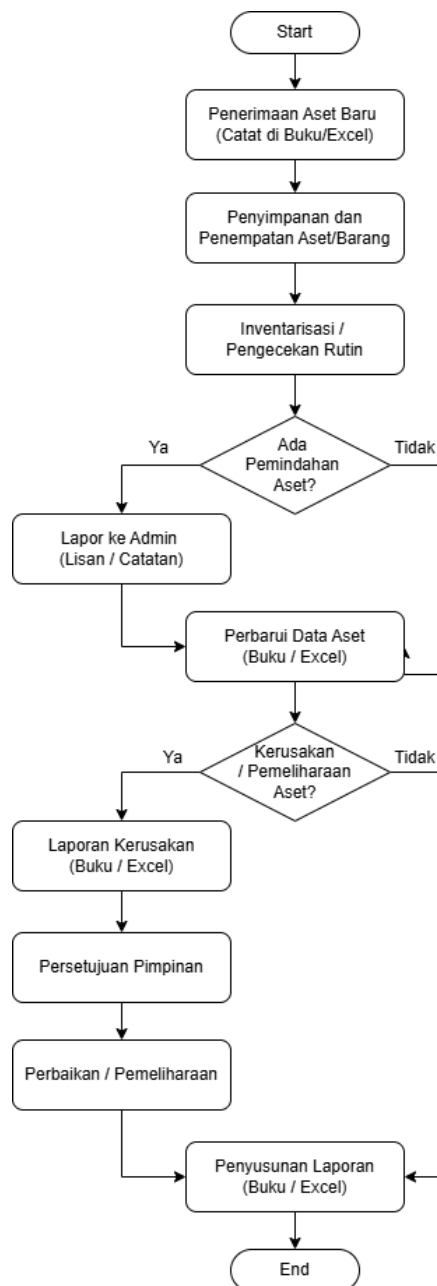 Start
Penerimaan Aset Baru
(Catat di Buku/Excel)
Penyimpanan dan
Penempatan Aset/Barang
Inventarisasi /
Pengecekan Rutin
Ada
Pemindahan
Aset?
Ya
Tidak
Lapor ke Admin
(Lisan / Catatan)
Perbarui Data Aset
(Buku / Excel)
Kerusakan
/ Pemeliharaan
Aset?
Ya
Tidak
Laporan Kerusakan
(Buku / Excel)
Persetujuan Pimpinan
Perbaikan / Pemeliharaan
Penyusunan Laporan
(Buku / Excel)
End